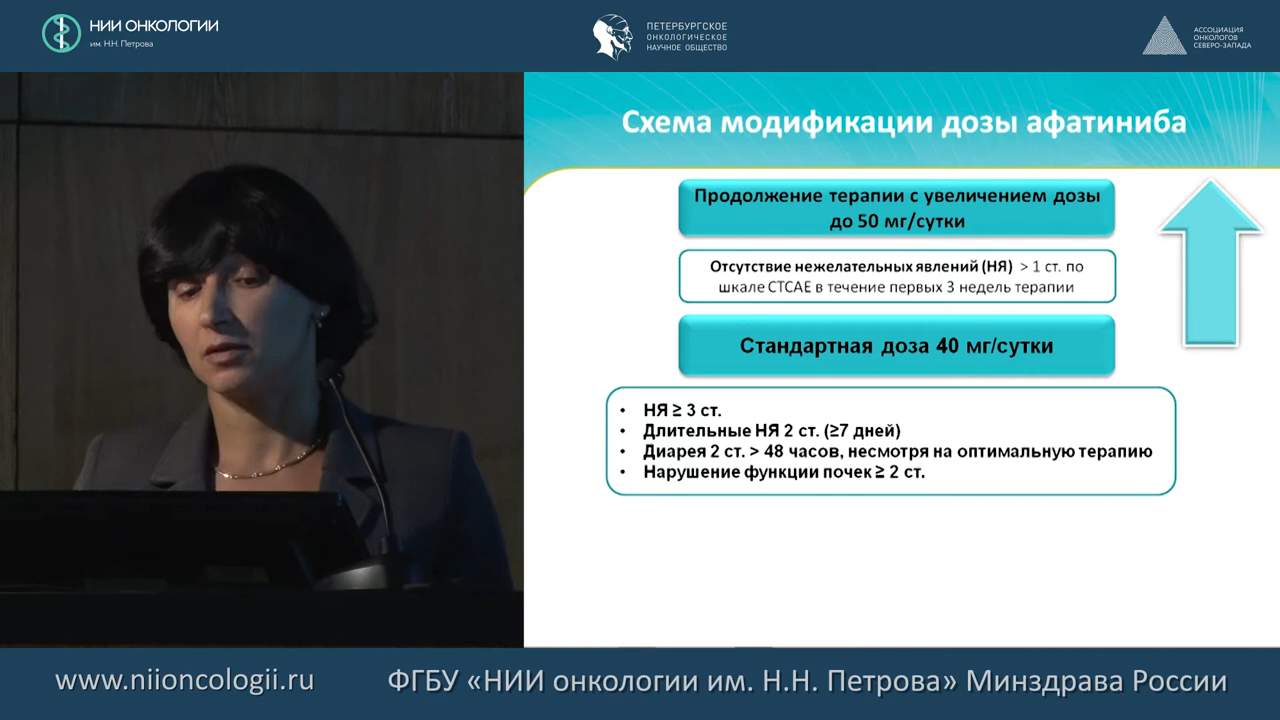 НИИ ОНКОЛОГИИ
им. Н.Н. Петрова
ПЕТЕРБУРГСКОЕ
ОНКОЛОГИЧЕСКОЕ
НАУЧНОЕ ОБЩЕСТВО
АССОЦИАЦИЯ
ОНКОЛОГОВ
СЕВЕРО-ЗАПАДА
Схема модификации дозы афатиниба
Продолжение терапии с увеличением дозы
до 50 мг/сутки
Отсутствие нежелательных явлений (НЯ) > 1 ст. по
шкале СТСАЕ в течение первых 3 недель терапии
Стандартная доза 40 мг/сутки
• НЯ ≥ 3 ст.
• Длительные НЯ 2 ст. (≥7 дней)
• Диарея 2 ст. > 48 часов, несмотря на оптимальную терапию
• Нарушение функции почек ≥ 2 ст.
www.niioncologii.ru
ФГБУ «НИИ онкологии им. Н.Н. Петрова» Минздрава России